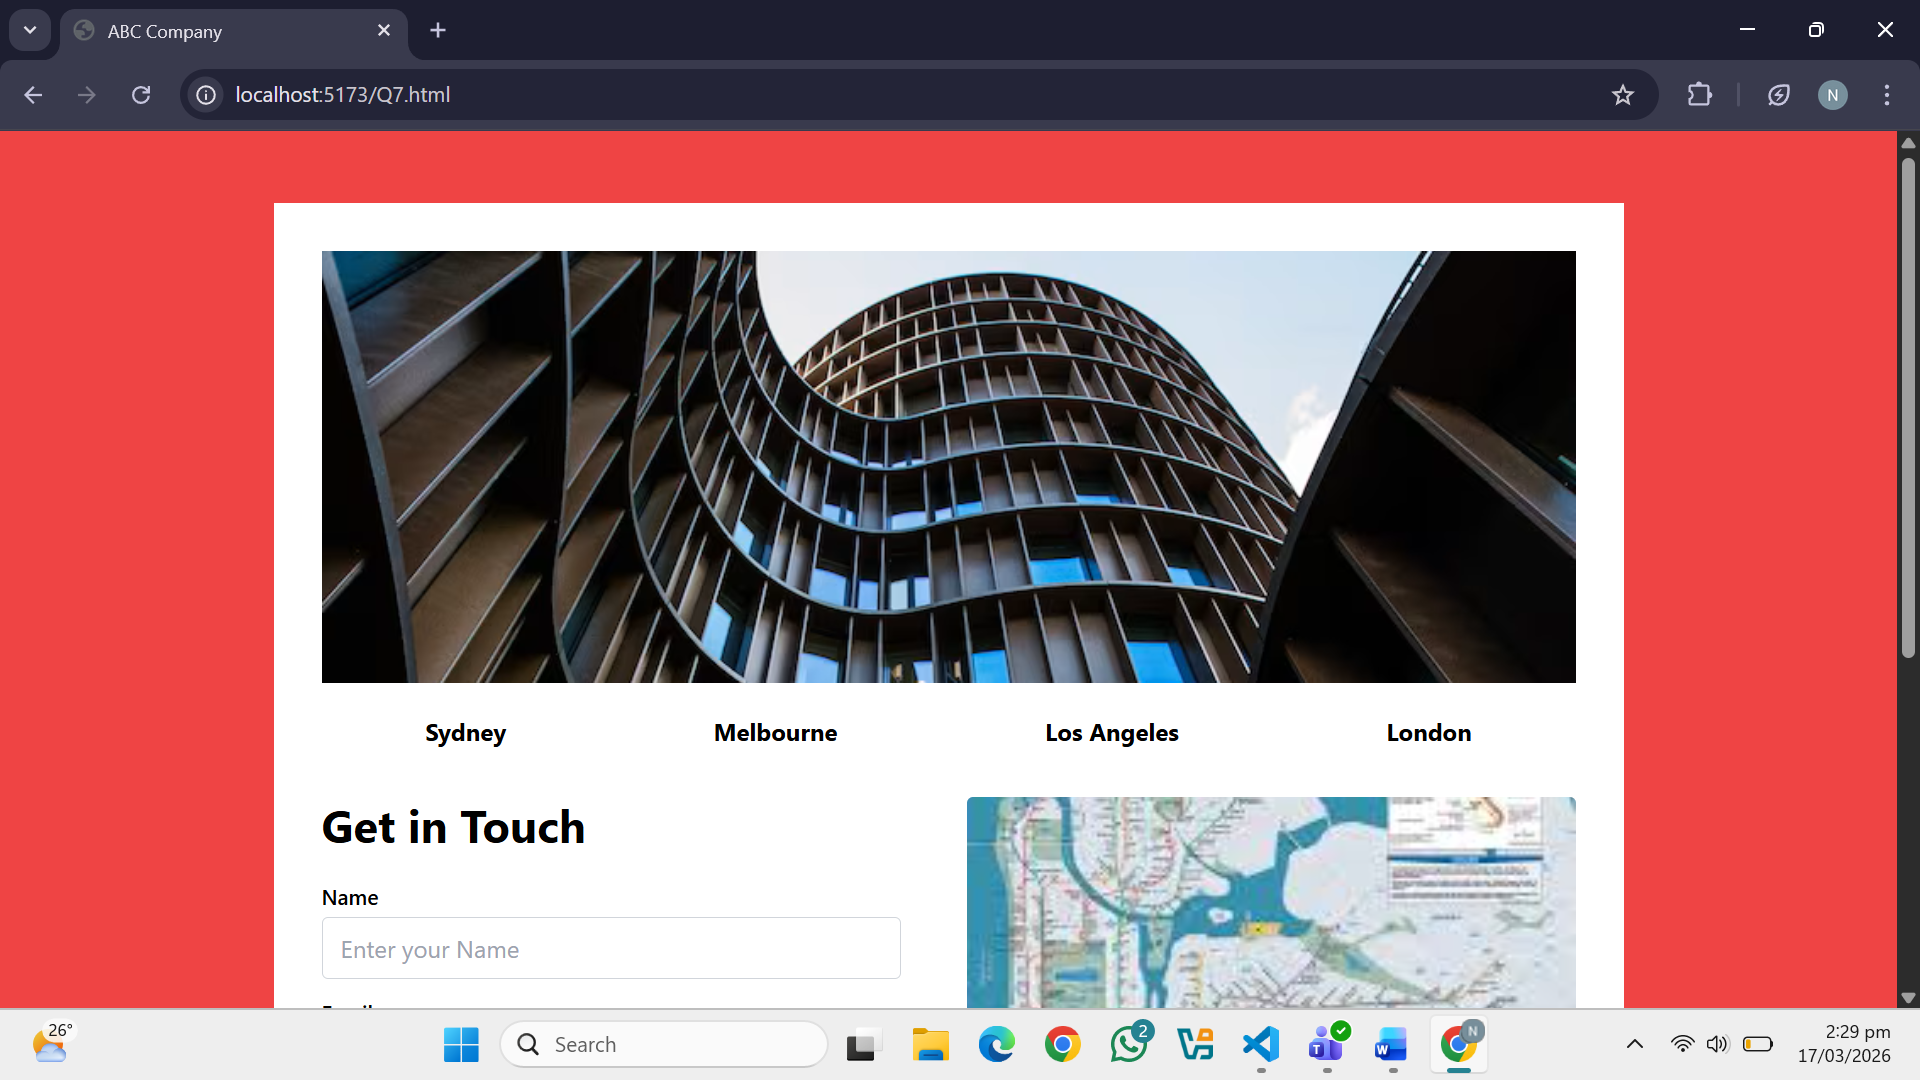 ABC Company
localhost:5173/Q7.html
N
Sydney Melbourne Los Angeles London
Get in Touch
Name
Enter your Name
26°
Search
2
T
W
N
2:29 pm
17/03/2026